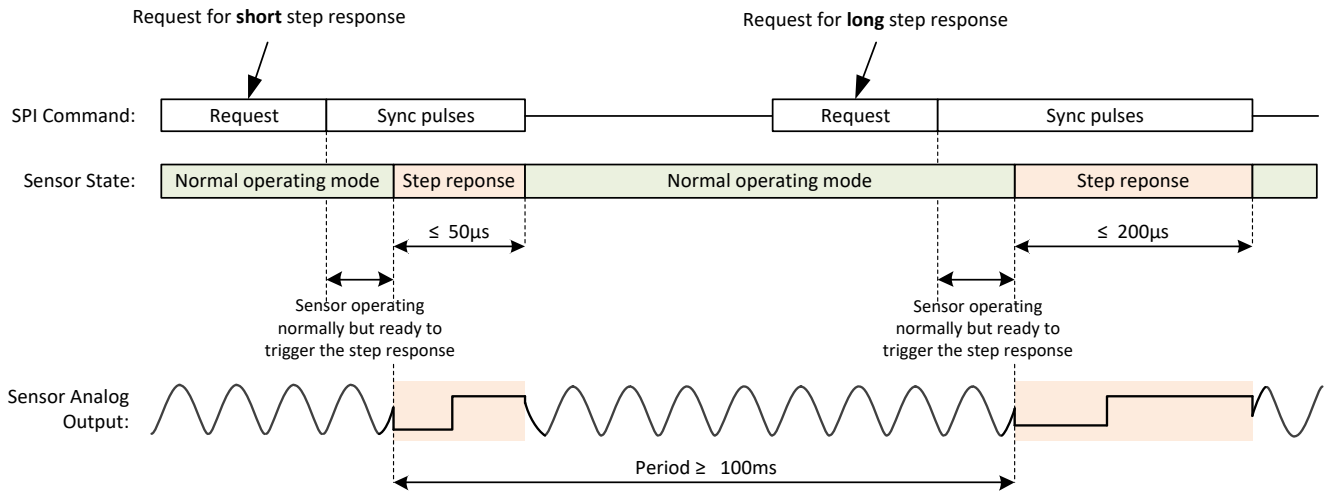 Request for short step response
Request for long step response
SPI Command:
Request
Sync pulses
Request
Sync pulses
Sensor State:
Normal operating mode
Step reponse
Normal operating mode
Step reponse
≤ 50µs
≤ 200µs
Sensor operating
normally but ready to
trigger the step response
Sensor operating
normally but ready to
trigger the step response
Sensor Analog
Output:
Period ≥ 100ms